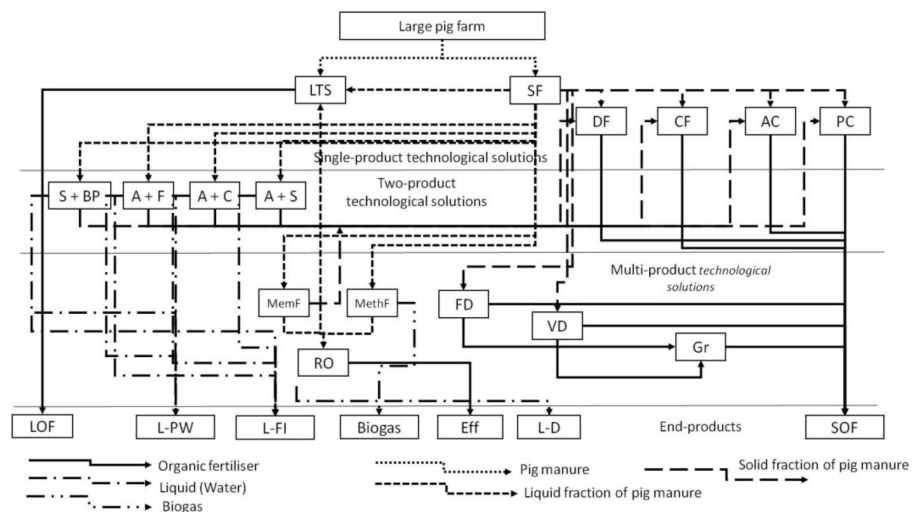 Large pig farm
LTS
SF
DF
CF
AC
PC
Single-product technological solutions
Two-product
technological solutions
S + BP
A + F
A + C
A + S
Multi-product technological
solutions
MemF
MethF
FD
VD
Gr
RO
LOF
L-PW
L-FI
Biogas
Eff
L-D
End-products
SOF
Organic fertiliser
Liquid (Water)
Biogas
Pig manure
Liquid fraction of pig manure
Solid fraction of pig manure